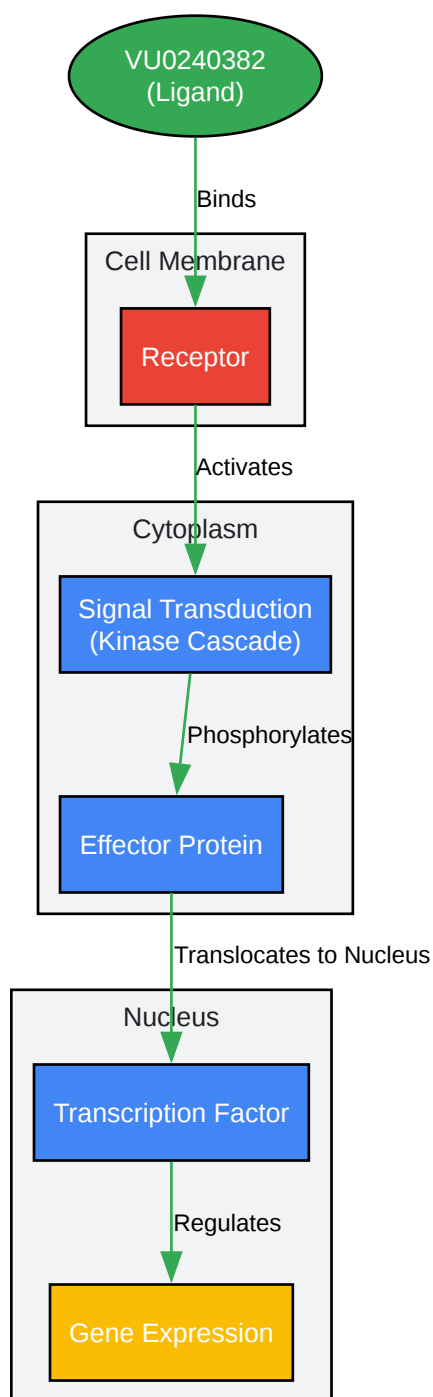 VU0240382
(Ligand)
Binds
Cell Membrane
Receptor
Activates
Cytoplasm
Signal Transduction
(Kinase Cascade)
Phosphorylates
Effector Protein
Translocates to Nucleus
Nucleus
Transcription Factor
Regulates
Gene Expression